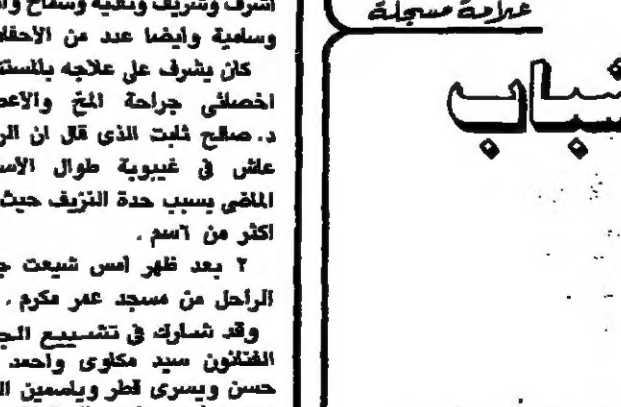 علامة مسجلة
شباب
اشرف وشريف ونعيه وسماح
وسامية وايضا عدد من الاحفا
كان يشرف على علاجه بالمستش
اخصائى جراحة المخ والاعص
د. صالح ثابت الذى قال ان الر
عاش فى غيبوبة طوال الأس
الماضى بسبب حدة النزيف حيث
اكثر من ٦سم .
٢ بعد ظهر امس شيعت ج
الراحل من مسجد عمر مكرم .
وقد شارك فى تشييع الج
الفنانون سيد مكاوى واحمد
حسن ويسرى قطر وياسمين ال